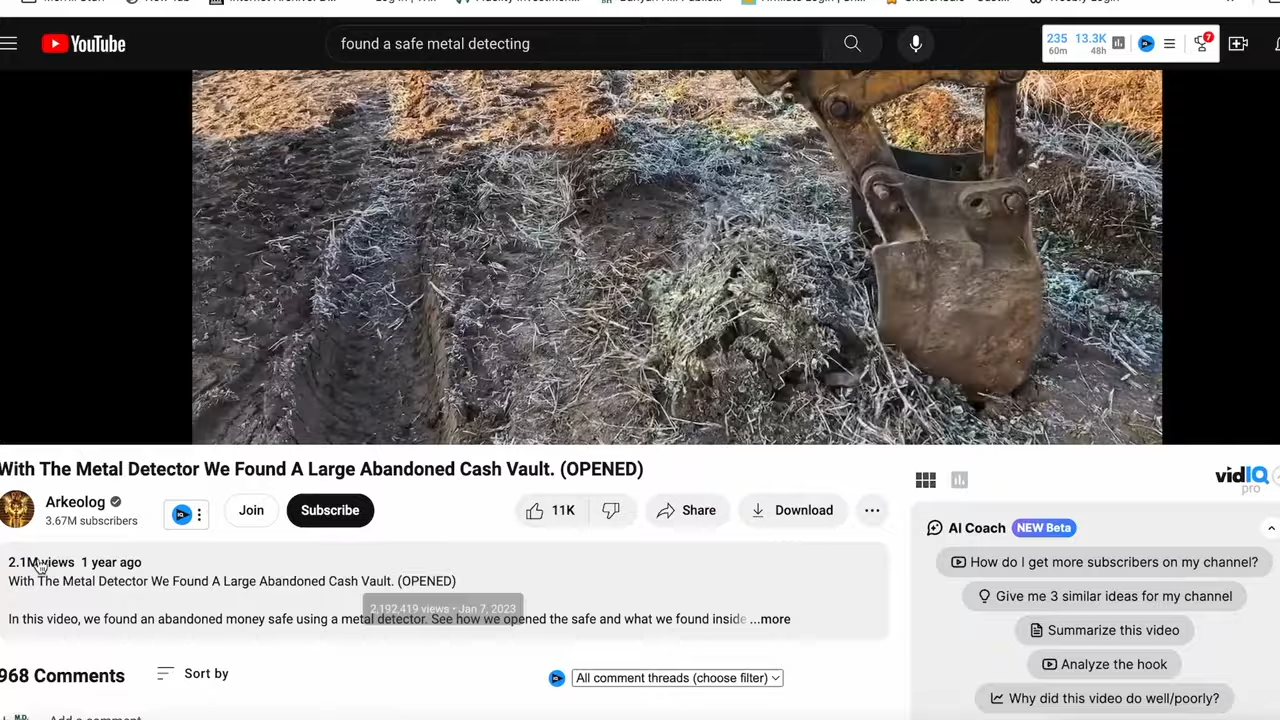 YouTube
found a safe metal detecting
235 13.3K
60m 48h
7
With The Metal Detector We Found A Large Abandoned Cash Vault. (OPENED)
Arkeolog
3.67M subscribers
Join
Subscribe
11K
Share
Download
2.1M views 1 year ago
With The Metal Detector We Found A Large Abandoned Cash Vault. (OPENED)
2,192,419 views • Jan 7, 2023
In this video, we found an abandoned money safe using a metal detector. See how we opened the safe and what we found inside ...more
968 Comments
Sort by
All comment threads (choose filter)
Add a comment
vidIQ
pro
AI Coach NEW Beta
How do I get more subscribers on my channel?
Give me 3 similar ideas for my channel
Summarize this video
Analyze the hook
Why did this video do well/poorly?